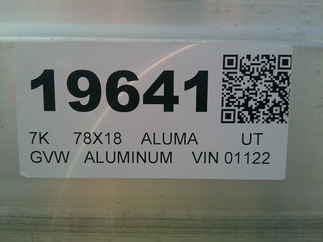 19641
7K 78X18 ALUMA UT
GVW ALUMINUM VIN 01122